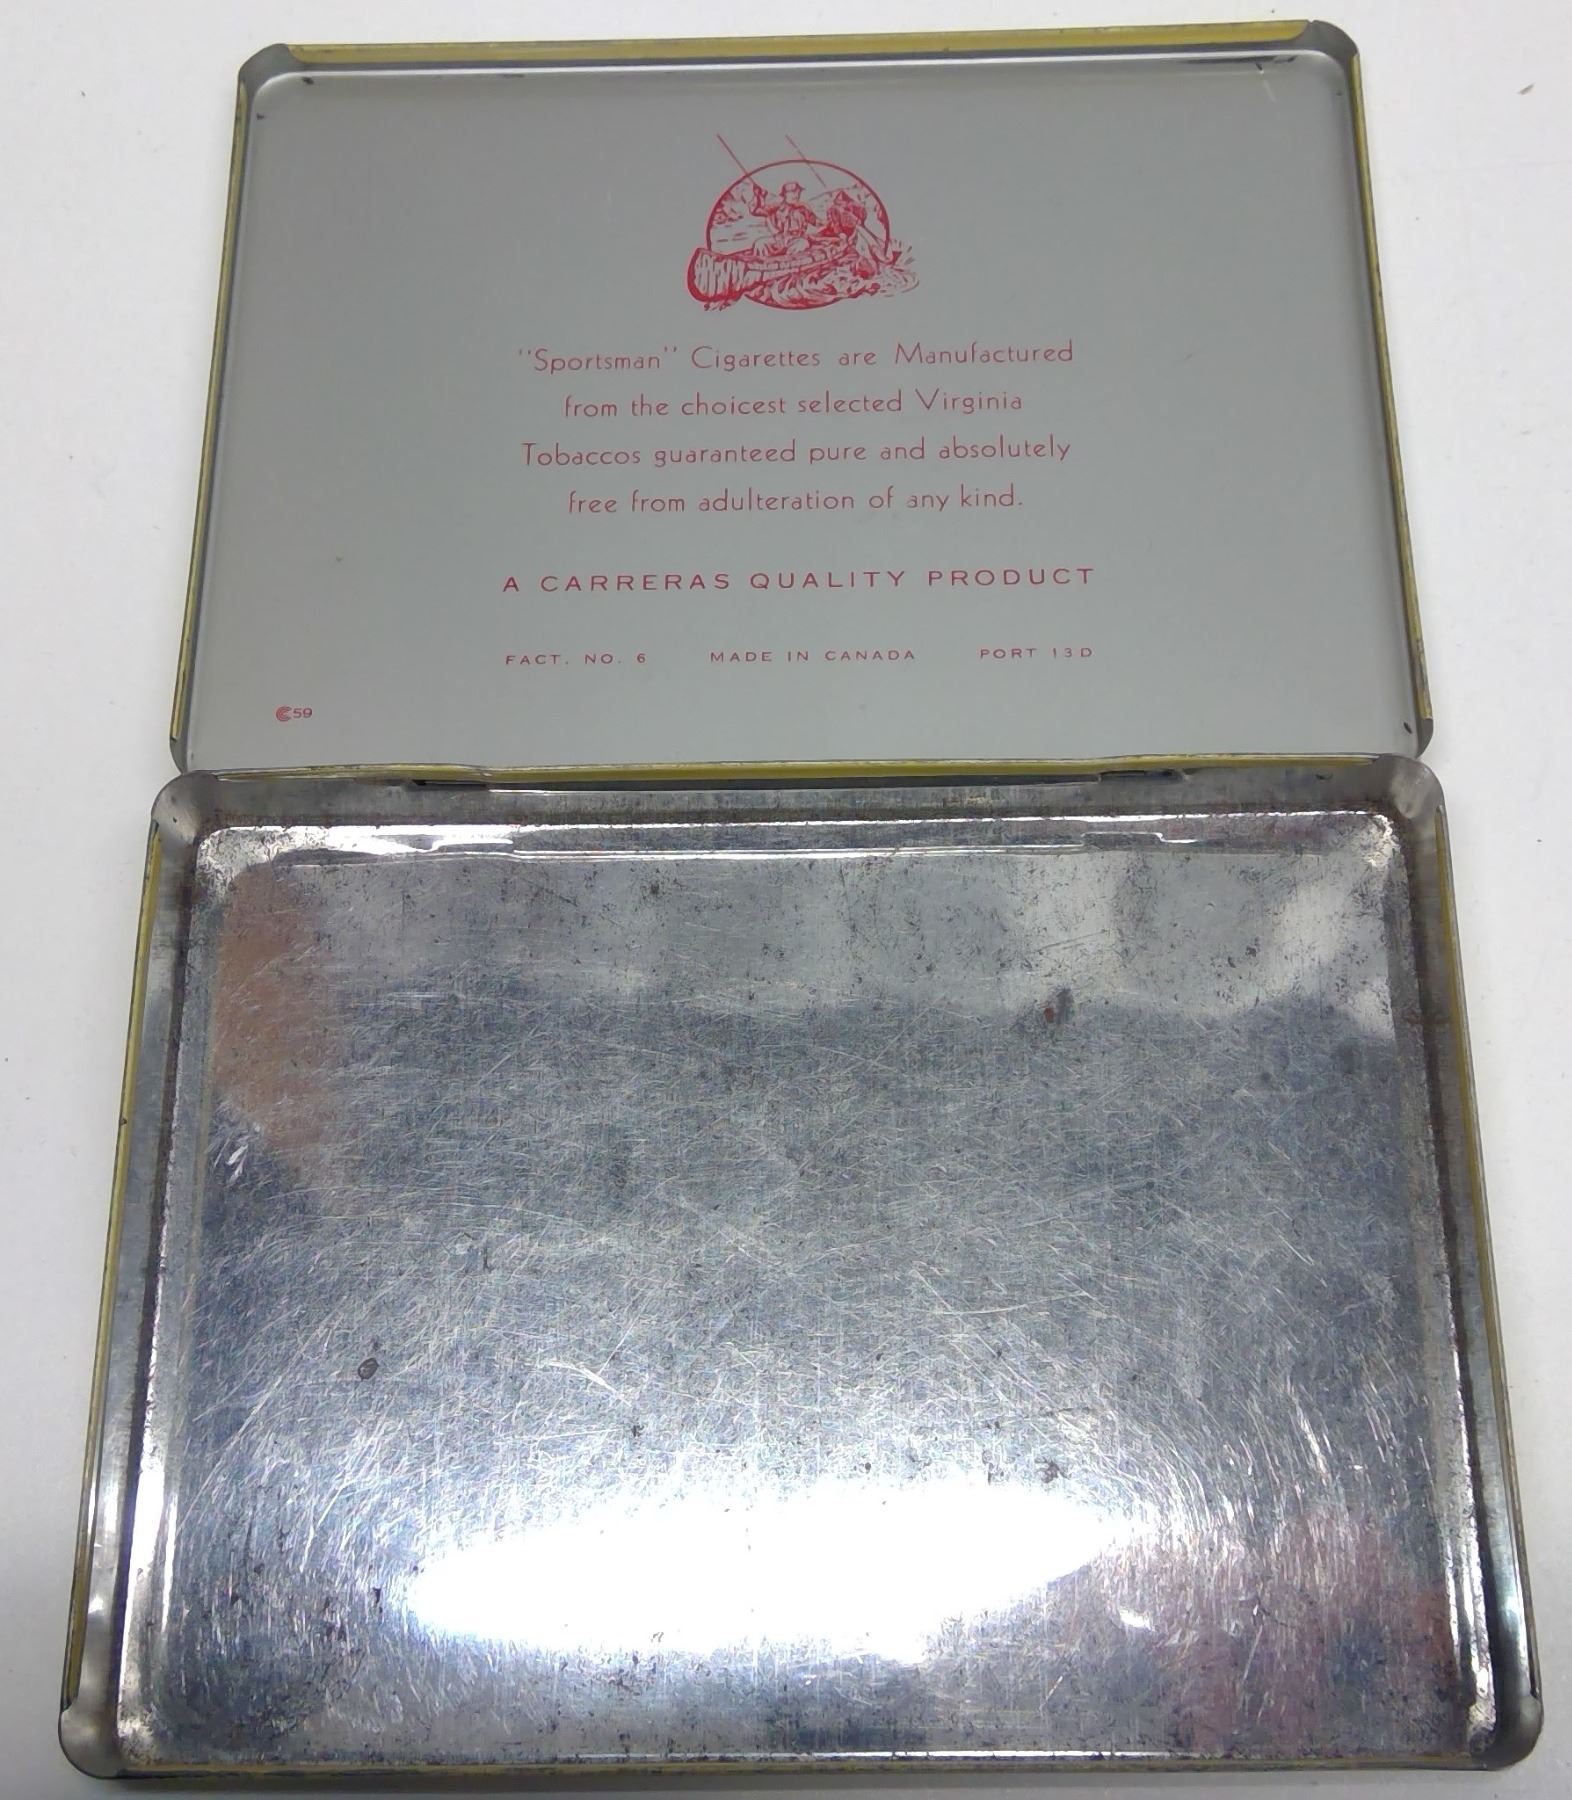 "Sportsman" Cigarettes are Manufactured
from the choicest selected Virginia
Tobaccos guaranteed pure and absolutely
free from adulteration of any kind.
A CARRERAS QUALITY PRODUCT
FACT. NO. 6 MADE IN CANADA PORT 13D
59